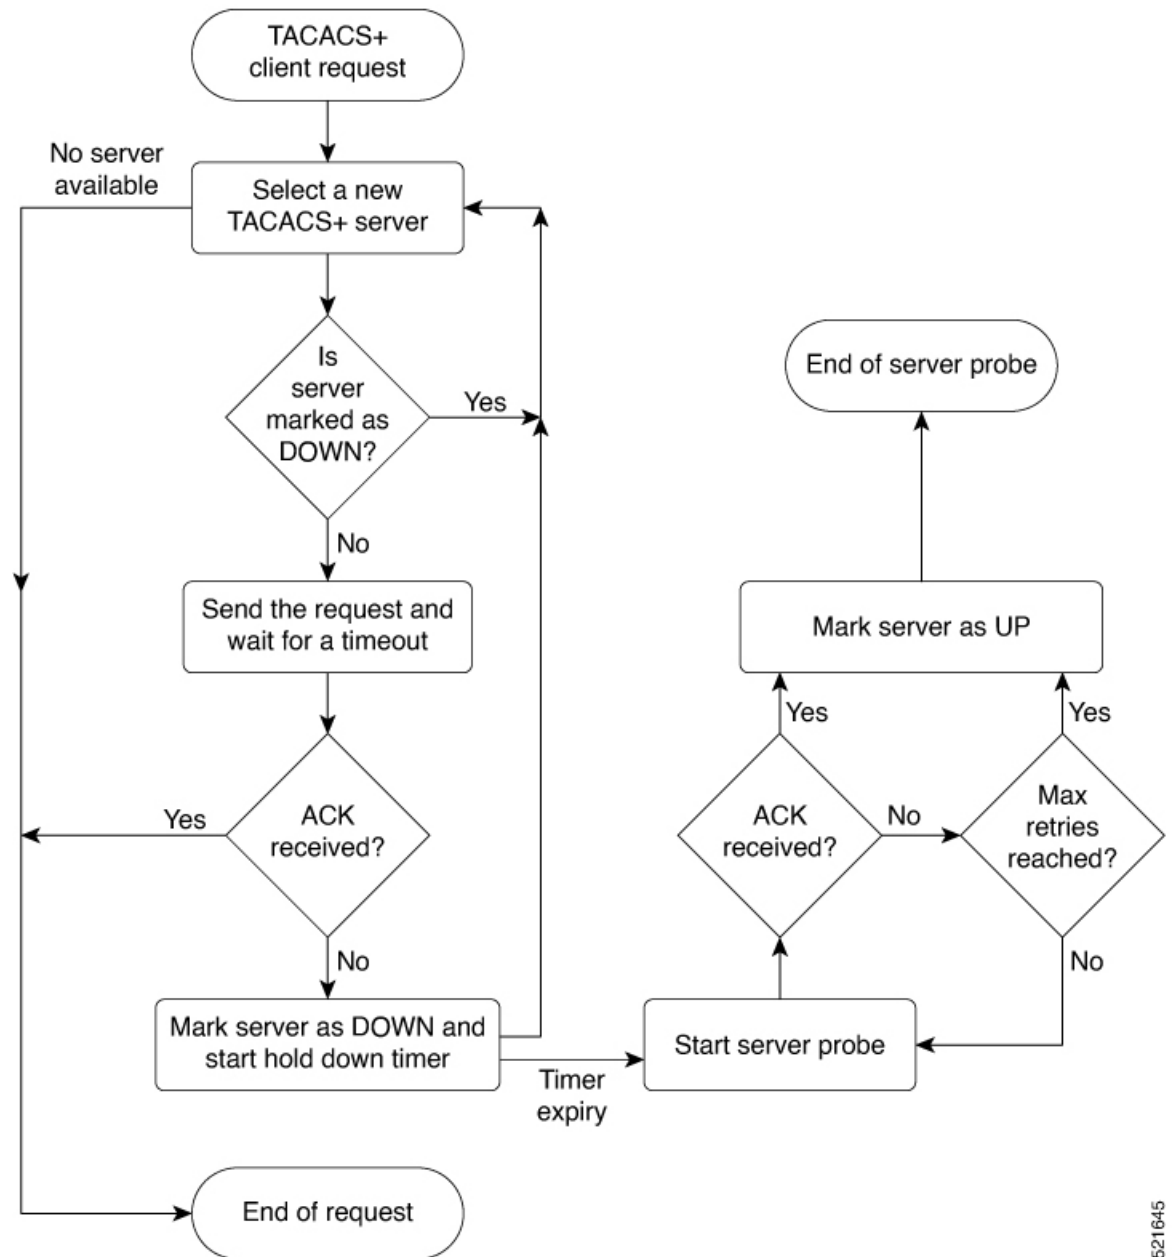 TACACS+
client request
No server
available
Select a new
TACACS+ server
Is
server
marked as
DOWN?
Yes
No
Send the request and
wait for a timeout
Yes
ACK
received?
No
Mark server as DOWN and
start hold down timer
Timer
expiry
End of request
End of server probe
Mark server as UP
Yes
Yes
ACK
received?
No
Max
retries
reached?
No
Start server probe
521645